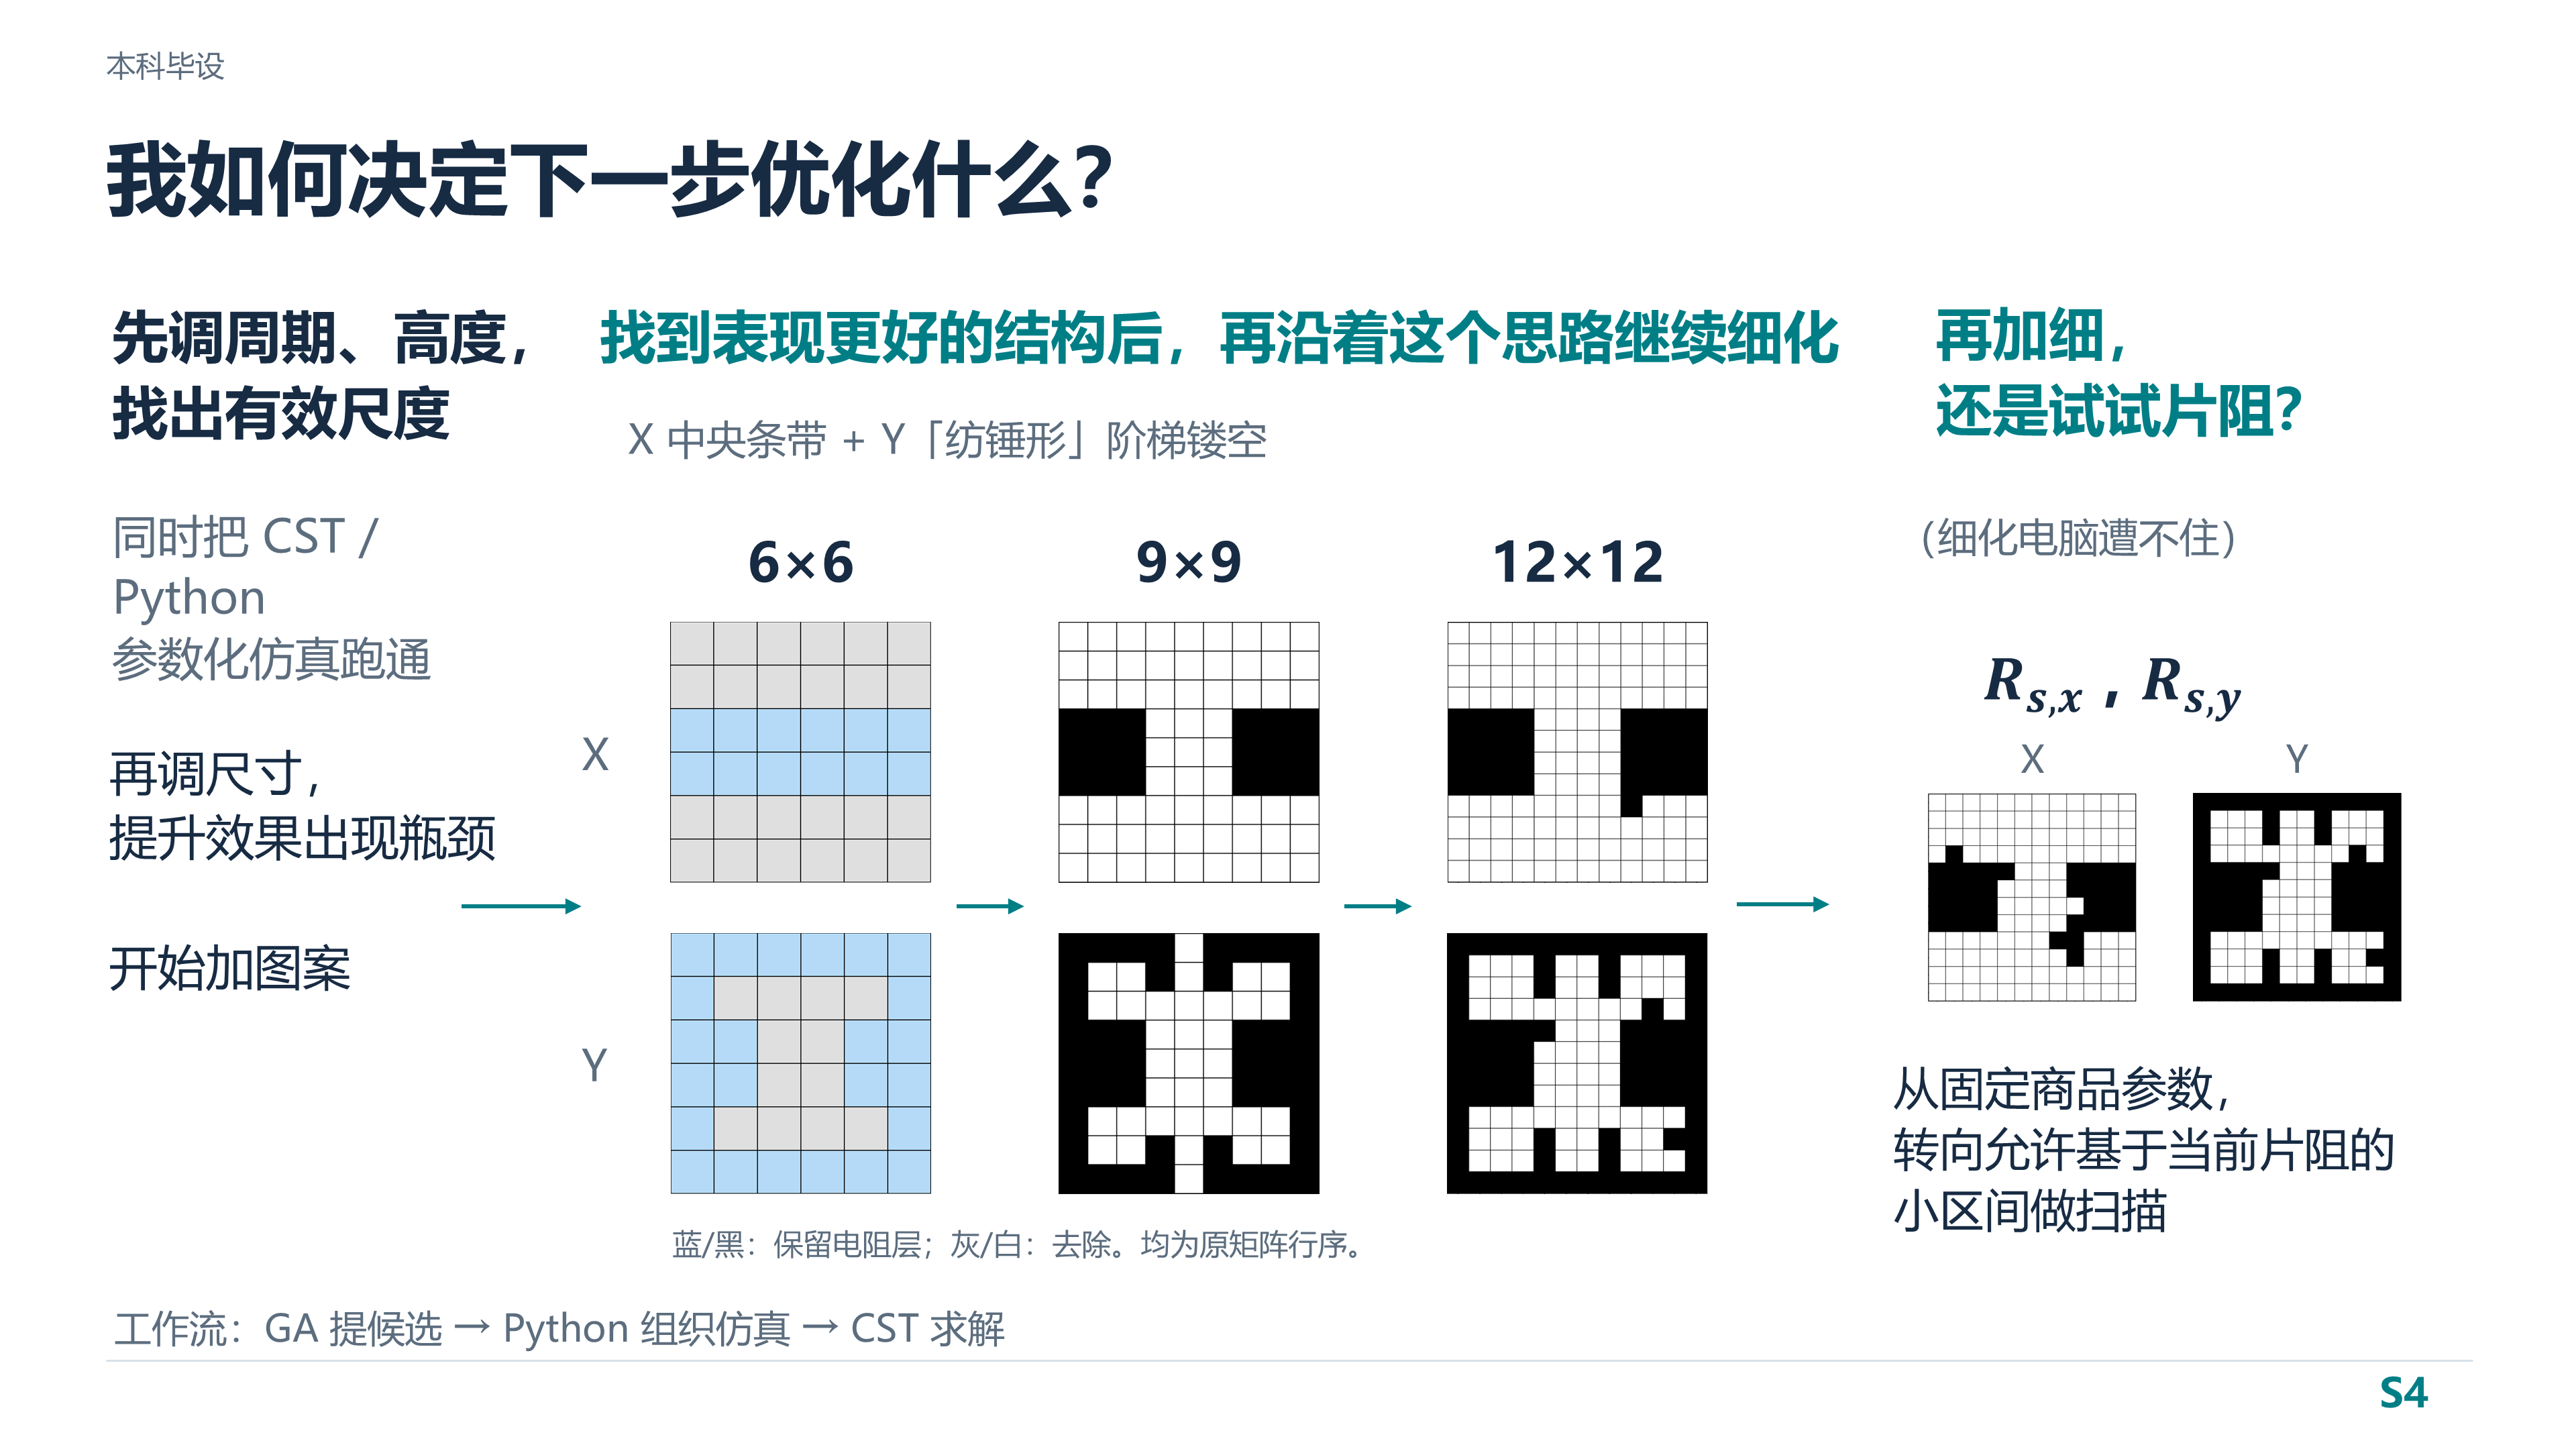 本科毕设
我如何决定下一步优化什么？
先调周期、高度，
找出有效尺度
同时把 CST /
Python
参数化仿真跑通
再调尺寸，
提升效果出现瓶颈
开始加图案
找到表现更好的结构后，再沿着这个思路继续细化
X 中央条带 + Y「纺锤形」阶梯镂空
6×6
9×9
12×12
X
Y
蓝/黑：保留电阻层；灰/白：去除。均为原矩阵行序。
再加细，
还是试试片阻？
（细化电脑遭不住）
R_{s,x} , R_{s,y}
X
Y
从固定商品参数，
转向允许基于当前片阻的
小区间做扫描
工作流：GA 提候选 → Python 组织仿真 → CST 求解
S4